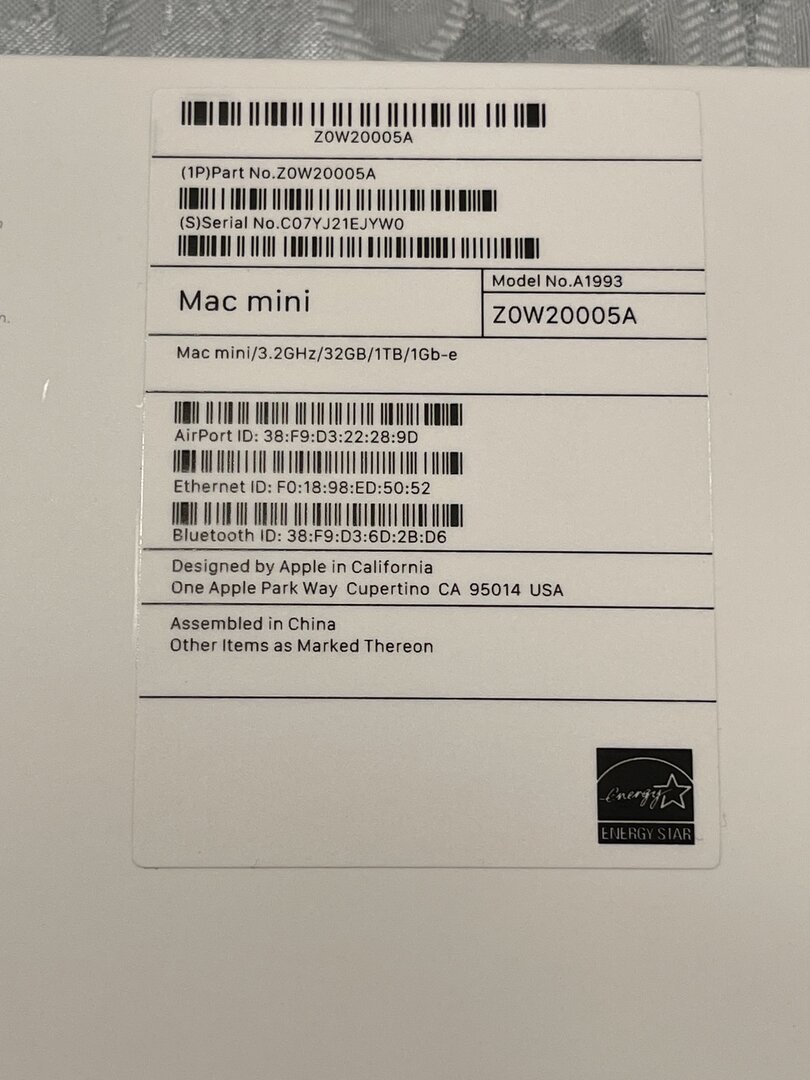 Z0W20005A
(1P)Part No.Z0W20005A
(S)Serial No.C07YJ21EJYW0
Mac mini
Model No.A1993
Z0W20005A
Mac mini/3.2GHz/32GB/1TB/1Gb-e
AirPort ID: 38:F9:D3:22:28:9D
Ethernet ID: F0:18:98:ED:50:52
Bluetooth ID: 38:F9:D3:6D:2B:D6
Designed by Apple in California
One Apple Park Way Cupertino CA 95014 USA
Assembled in China
Other Items as Marked Thereon
energy
ENERGY STAR